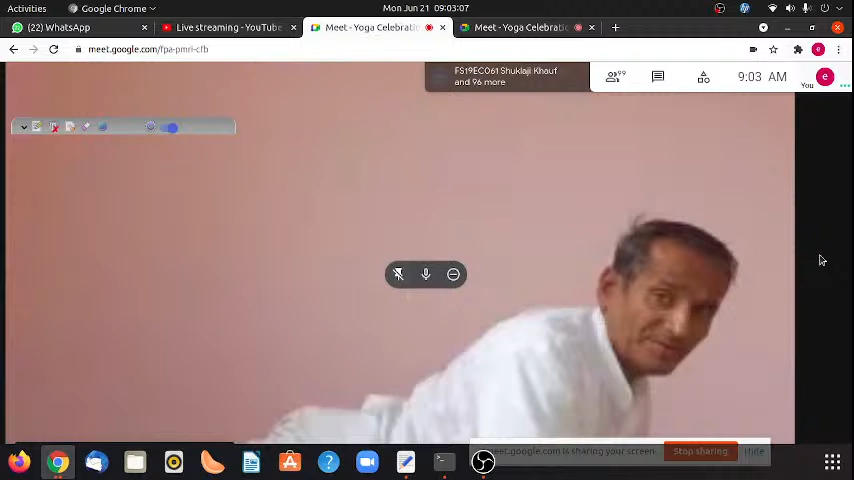 Activities
Google Chrome
Mon Jun 21 09:03:07
(22) WhatsApp
Live streaming - YouTube
Meet - Yoga Celebratio
Meet - Yoga Celebratio
meet.google.com/fpa-pmri-cfb
FS19EC061 Shuklaji Khauf
and 96 more
99
9:03 AM
You
e
e
meet.google.com is sharing your screen
Stop sharing
Hide